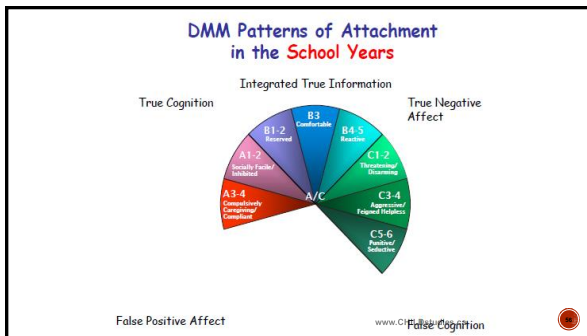 DMM Patterns of Attachment
in the School Years
Integrated True Information
True Cognition
True Negative
Affect
B3
Comfortable
B1-2
Reserved
B4-5
Reactive
A1-2
Socially Facile/
Inhibited
C1-2
Threatening/
Disarming
A3-4
Compulsively
Caregiving/
Compliant
A/C
C3-4
Aggressive/
Feigned Helpless
C5-6
Punitive/
Seductive
False Positive Affect
False Cognition